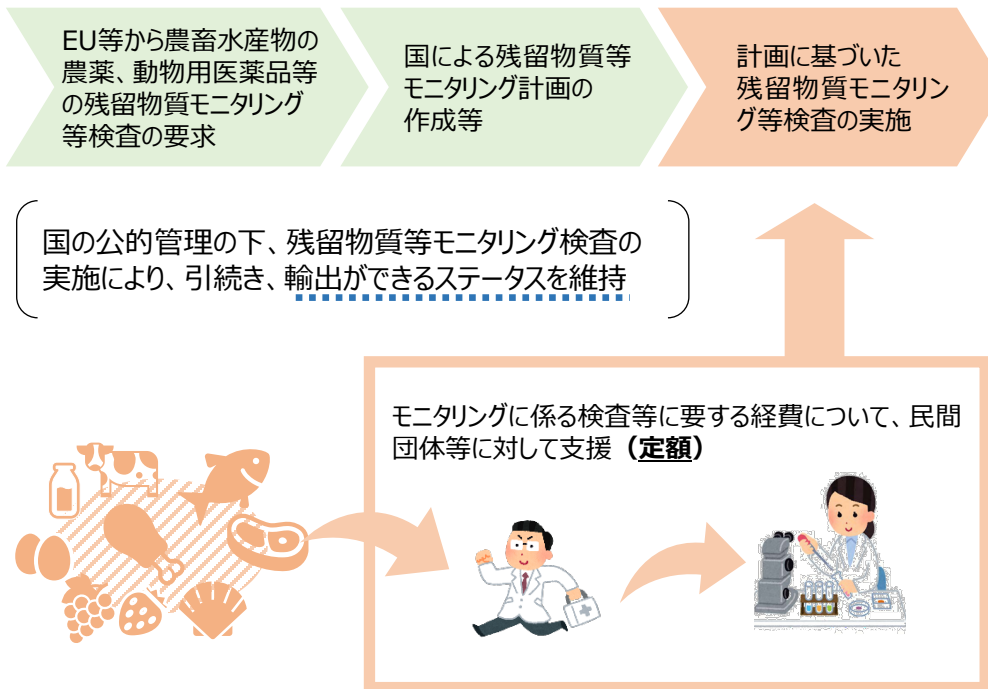 EU等から農畜水産物の
農薬、動物用医薬品等
の残留物質モニタリング
等検査の要求
国による残留物質等
モニタリング計画の
作成等
計画に基づいた
残留物質モニタリン
グ等検査の実施
国の公的管理の下、残留物質等モニタリング検査の
実施により、引続き、輸出ができるステータスを維持
モニタリングに係る検査等に要する経費について、民間
団体等に対して支援（定額）